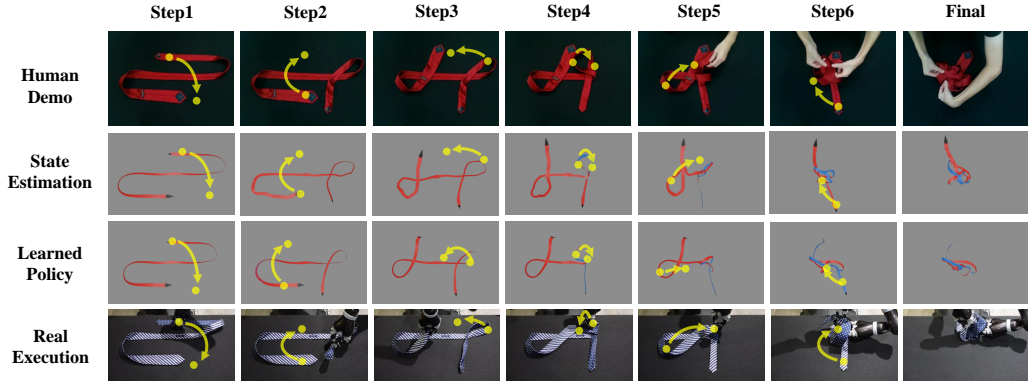 Step1 Step2 Step3 Step4 Step5 Step6 Final
Human
Demo
State
Estimation
Learned
Policy
Real
Execution